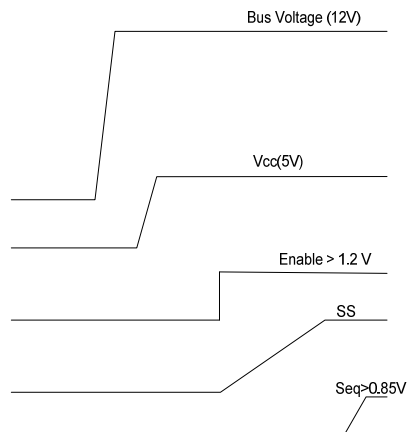 Bus Voltage (12V)
Vcc(5V)
Enable > 1.2 V
SS
Seq>0.85V